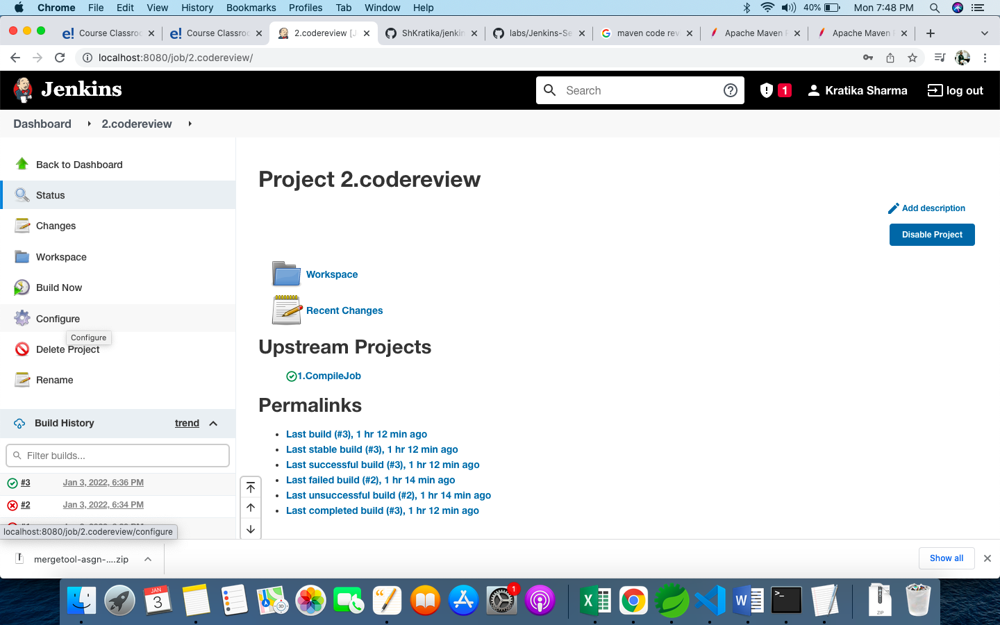 Chrome File Edit View History Bookmarks Profiles Tab Window Help 40% Mon 7:48 PM
e! Course Classroo e! Course Classroo 2.codereview [J ShKratika/jenkin labs/Jenkins-Se maven code rev Apache Maven Apache Maven
localhost:8080/job/2.codereview/
Jenkins Search 1 Kratika Sharma log out
Dashboard 2.codereview
Back to Dashboard
Status
Changes
Workspace
Build Now
Configure
Configure
Delete Project
Rename
Build History trend
Filter builds...
#3 Jan 3, 2022, 6:36 PM
#2 Jan 3, 2022, 6:34 PM
localhost:8080/job/2.codereview/configure
Project 2.codereview
Add description
Disable Project
Workspace
Recent Changes
Upstream Projects
1.CompileJob
Permalinks
Last build (#3), 1 hr 12 min ago
Last stable build (#3), 1 hr 12 min ago
Last successful build (#3), 1 hr 12 min ago
Last failed build (#2), 1 hr 14 min ago
Last unsuccessful build (#2), 1 hr 14 min ago
Last completed build (#3), 1 hr 12 min ago
mergetool-asgn-....zip Show all
JAN
3
3D
1
X
W
>_
ZIP